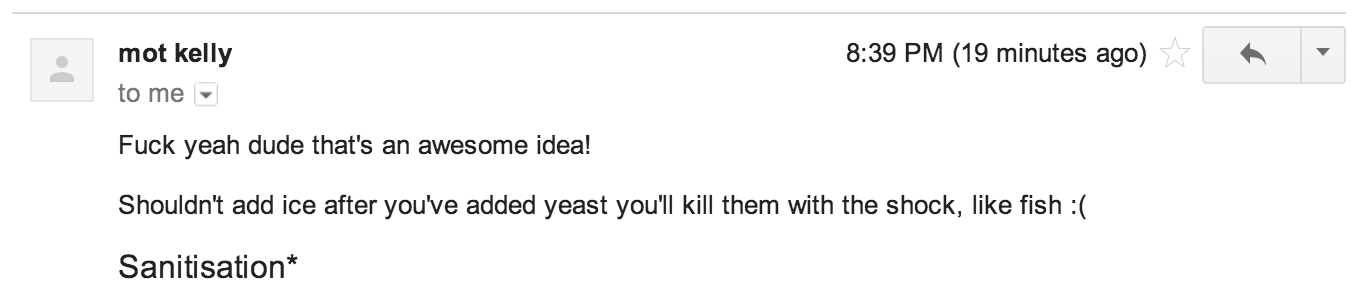 mot kelly 8:39 PM (19 minutes ago)
to me
Fuck yeah dude that's an awesome idea!
Shouldn't add ice after you've added yeast you'll kill them with the shock, like fish :(
Sanitisation*